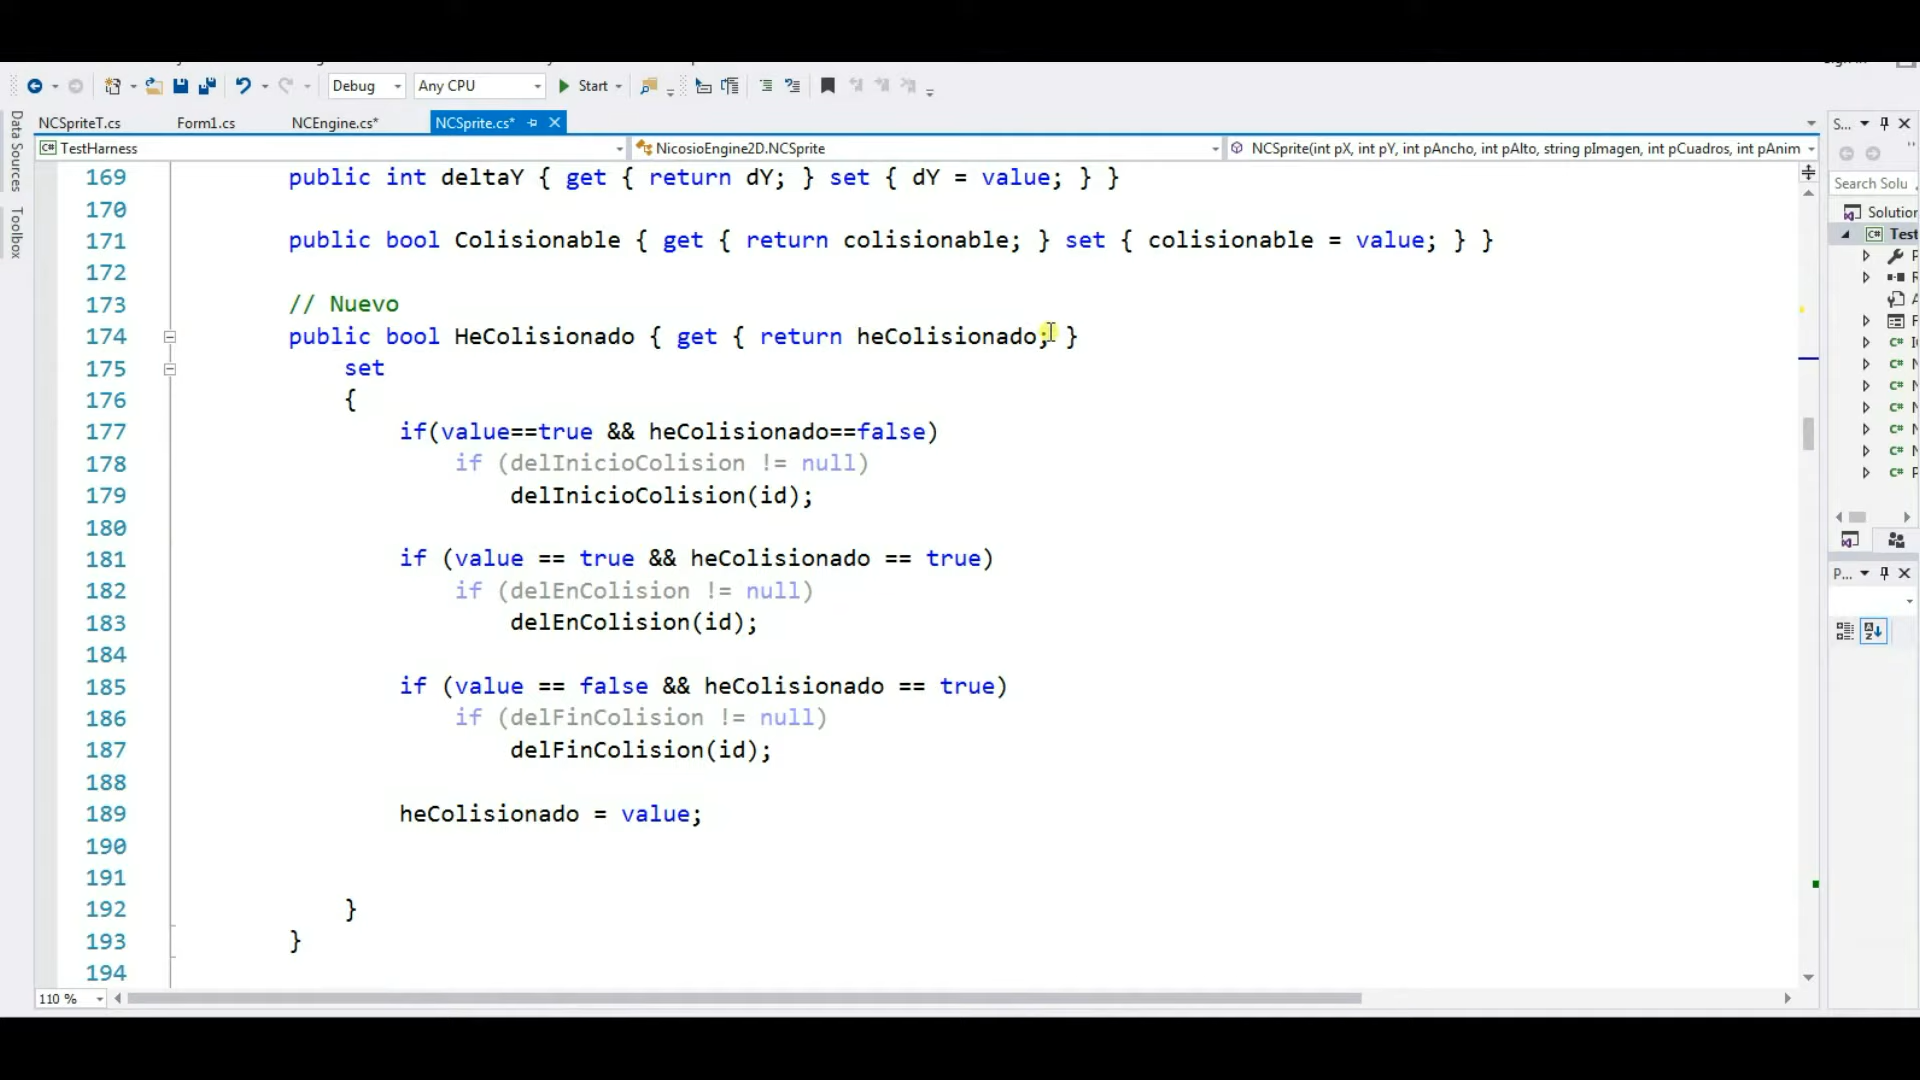 Debug Any CPU Start
NCSpriteT.cs Form1.cs NCEngine.cs* NCSprite.cs*
TestHarness NicosioEngine2D.NCSprite NCSprite(int pX, int pY, int pAncho, int pAlto, string pImagen, int pCuadros, int pAnim
Data Sources
Toolbox
169 public int deltaY { get { return dY; } set { dY = value; } }
170
171 public bool Colisionable { get { return colisionable; } set { colisionable = value; } }
172
173 // Nuevo
174 public bool HeColisionado { get { return heColisionado; }
175 set
176 {
177 if(value==true && heColisionado==false)
178 if (delInicioColision != null)
179 delInicioColision(id);
180
181 if (value == true && heColisionado == true)
182 if (delEnColision != null)
183 delEnColision(id);
184
185 if (value == false && heColisionado == true)
186 if (delFinColision != null)
187 delFinColision(id);
188
189 heColisionado = value;
190
191
192 }
193 }
194
110 %
S...
Search Solu
Solution
Test
P...